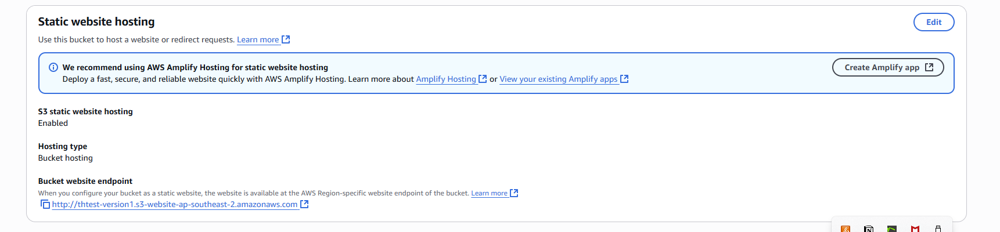 Static website hosting
Edit
Use this bucket to host a website or redirect requests. Learn more
We recommend using AWS Amplify Hosting for static website hosting
Deploy a fast, secure, and reliable website quickly with AWS Amplify Hosting. Learn more about Amplify Hosting or View your existing Amplify apps
Create Amplify app
S3 static website hosting
Enabled
Hosting type
Bucket hosting
Bucket website endpoint
When you configure your bucket as a static website, the website is available at the AWS Region-specific website endpoint of the bucket. Learn more
http://thtest-version1.s3-website-ap-southeast-2.amazonaws.com